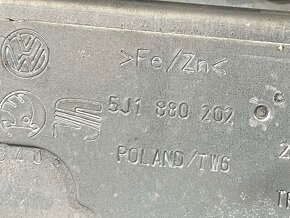 >Fe/Zn<
5J1 880 202
POLAND/TW6